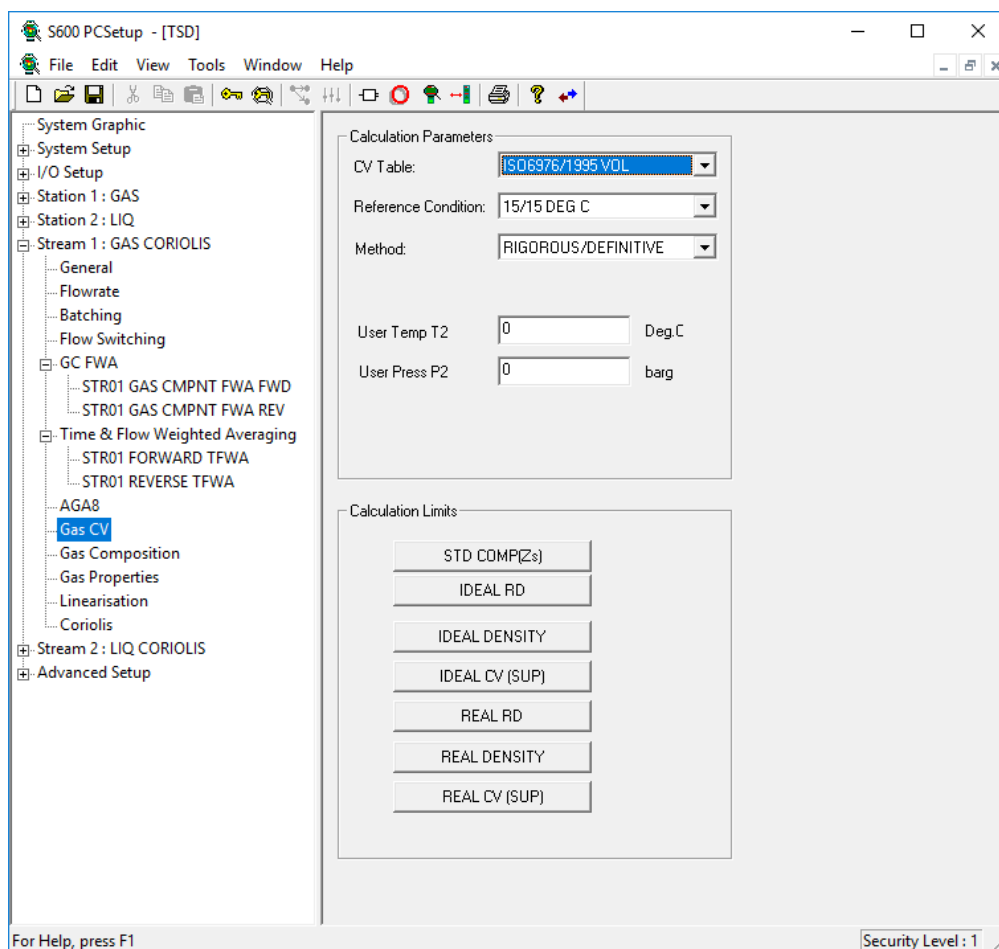 S600 PCSetup - [TSD]
File Edit View Tools Window Help
System Graphic
System Setup
I/O Setup
Station 1 : GAS
Station 2 : LIQ
Stream 1 : GAS CORIOLIS
General
Flowrate
Batching
Flow Switching
GC FWA
STR01 GAS CMPNT FWA FWD
STR01 GAS CMPNT FWA REV
Time & Flow Weighted Averaging
STR01 FORWARD TFWA
STR01 REVERSE TFWA
AGA8
Gas CV
Gas Composition
Gas Properties
Linearisation
Coriolis
Stream 2 : LIQ CORIOLIS
Advanced Setup
Calculation Parameters
CV Table: ISO6976/1995 VOL
Reference Condition: 15/15 DEG C
Method: RIGOROUS/DEFINITIVE
User Temp T2 0 Deg.C
User Press P2 0 barg
Calculation Limits
STD COMP(Zs)
IDEAL RD
IDEAL DENSITY
IDEAL CV (SUP)
REAL RD
REAL DENSITY
REAL CV (SUP)
For Help, press F1 Security Level : 1